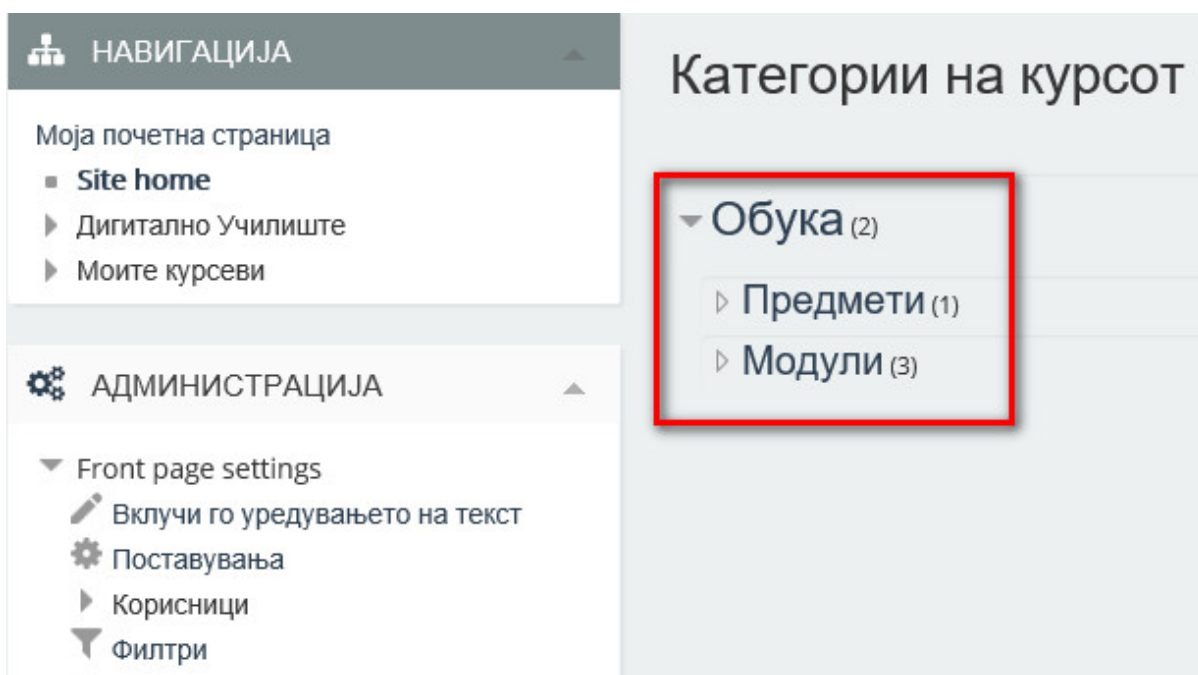 НАВИГАЦИЈА
Моја почетна страница
Site home
Дигитално Училиште
Моите курсеви
АДМИНИСТРАЦИЈА
Front page settings
Вклучи го уредувањето на текст
Поставувања
Корисници
Филтри
Категории на курсот
Обука (2)
Предмети (1)
Модули (3)